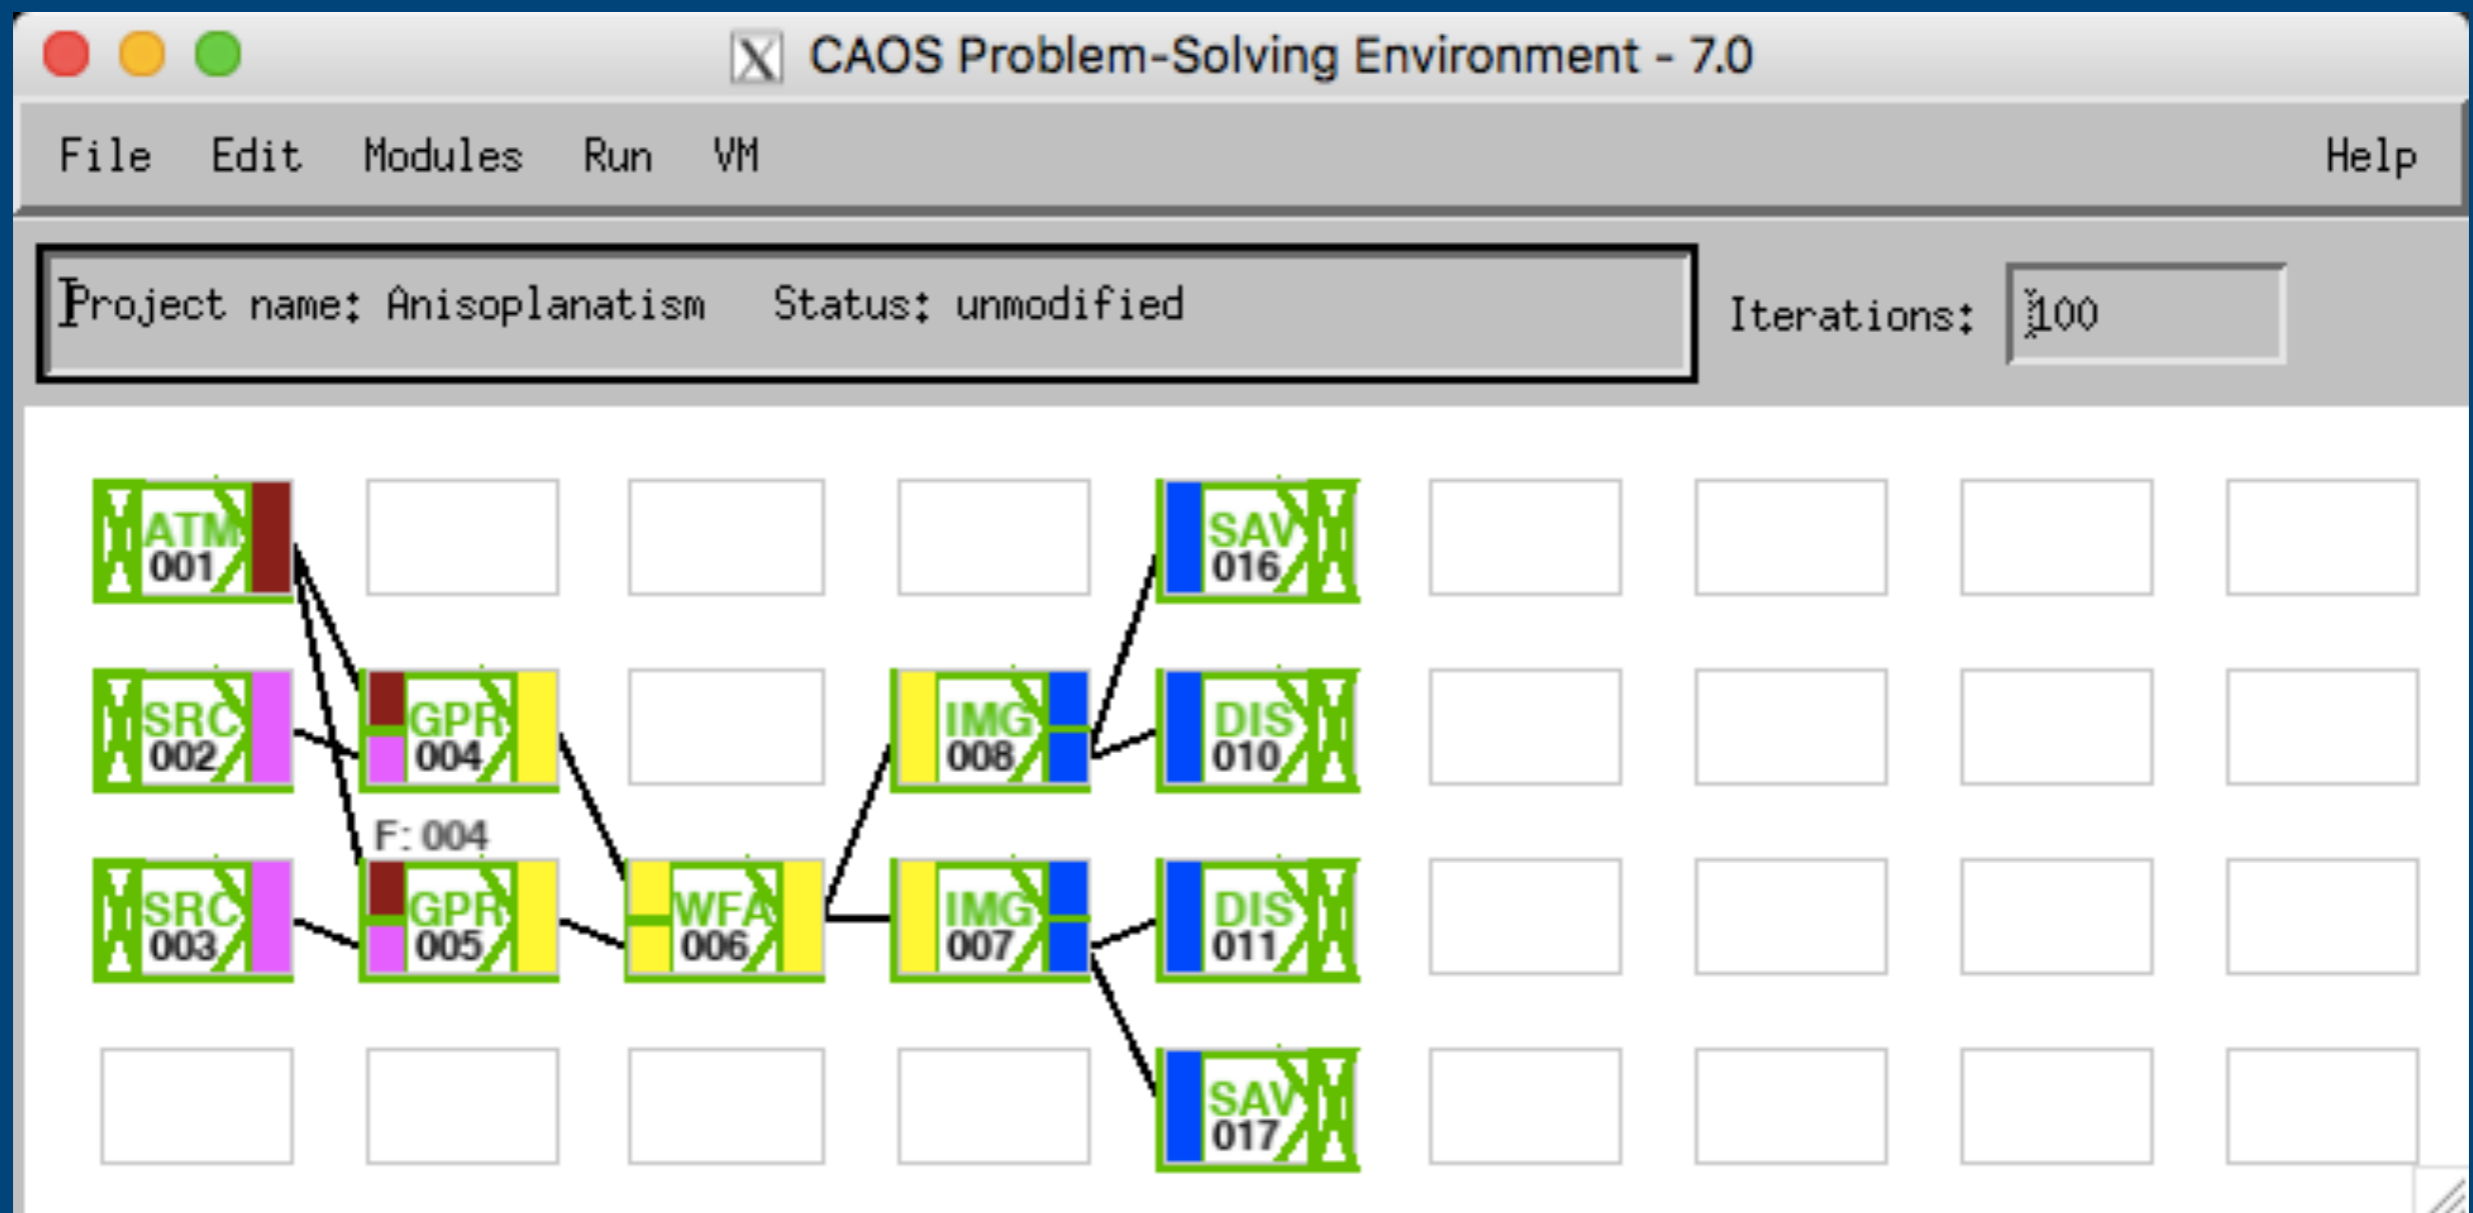 CAOS Problem-Solving Environment - 7.0
File Edit Modules Run VM Help
Project name: Anisoplanatism Status: unmodified Iterations: 100
ATM SAV
001 016
SRC GPR IMG DIS
002 004 008 010
F: 004
SRC GPR WFA IMG DIS
003 005 006 007 011
SAV
017